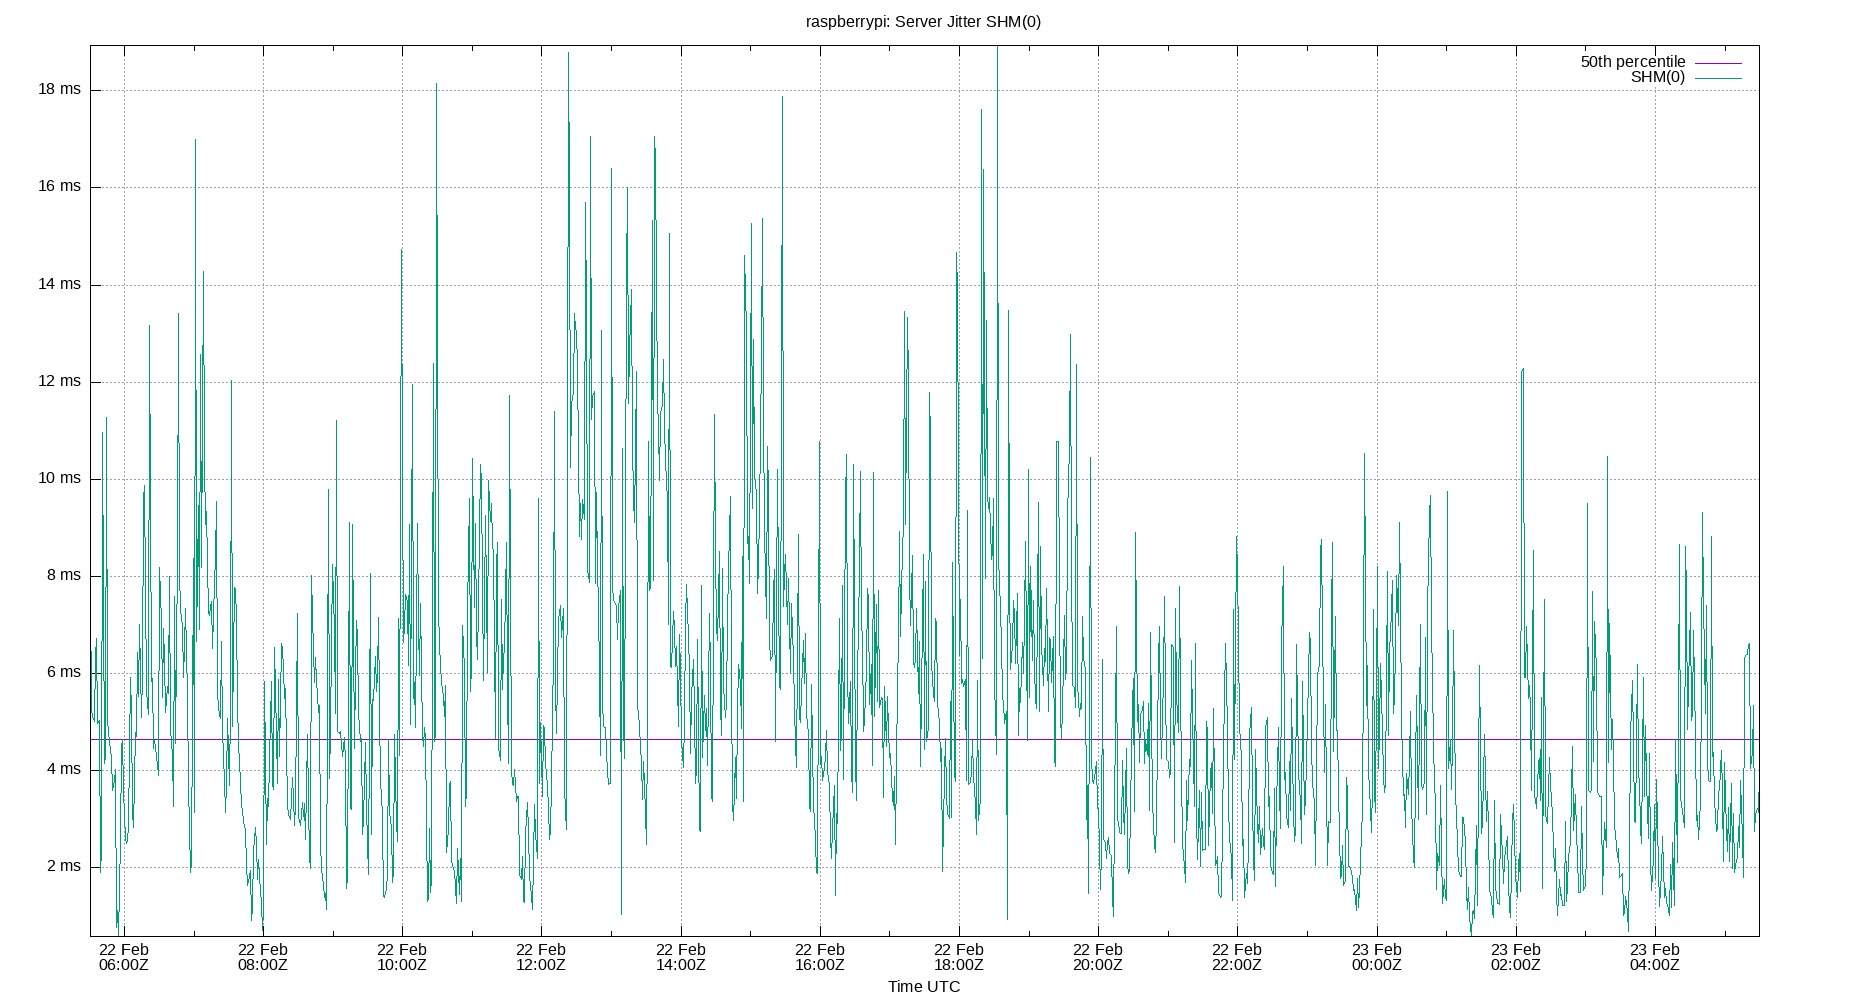 raspberrypi: Server Jitter SHM(0)
50th percentile
SHM(0)
18 ms
16 ms
14 ms
12 ms
10 ms
8 ms
6 ms
4 ms
2 ms
22 Feb 22 Feb 22 Feb 22 Feb 22 Feb 22 Feb 22 Feb 22 Feb 22 Feb 23 Feb 23 Feb 23 Feb
06:00Z 08:00Z 10:00Z 12:00Z 14:00Z 16:00Z 18:00Z 20:00Z 22:00Z 00:00Z 02:00Z 04:00Z
Time UTC